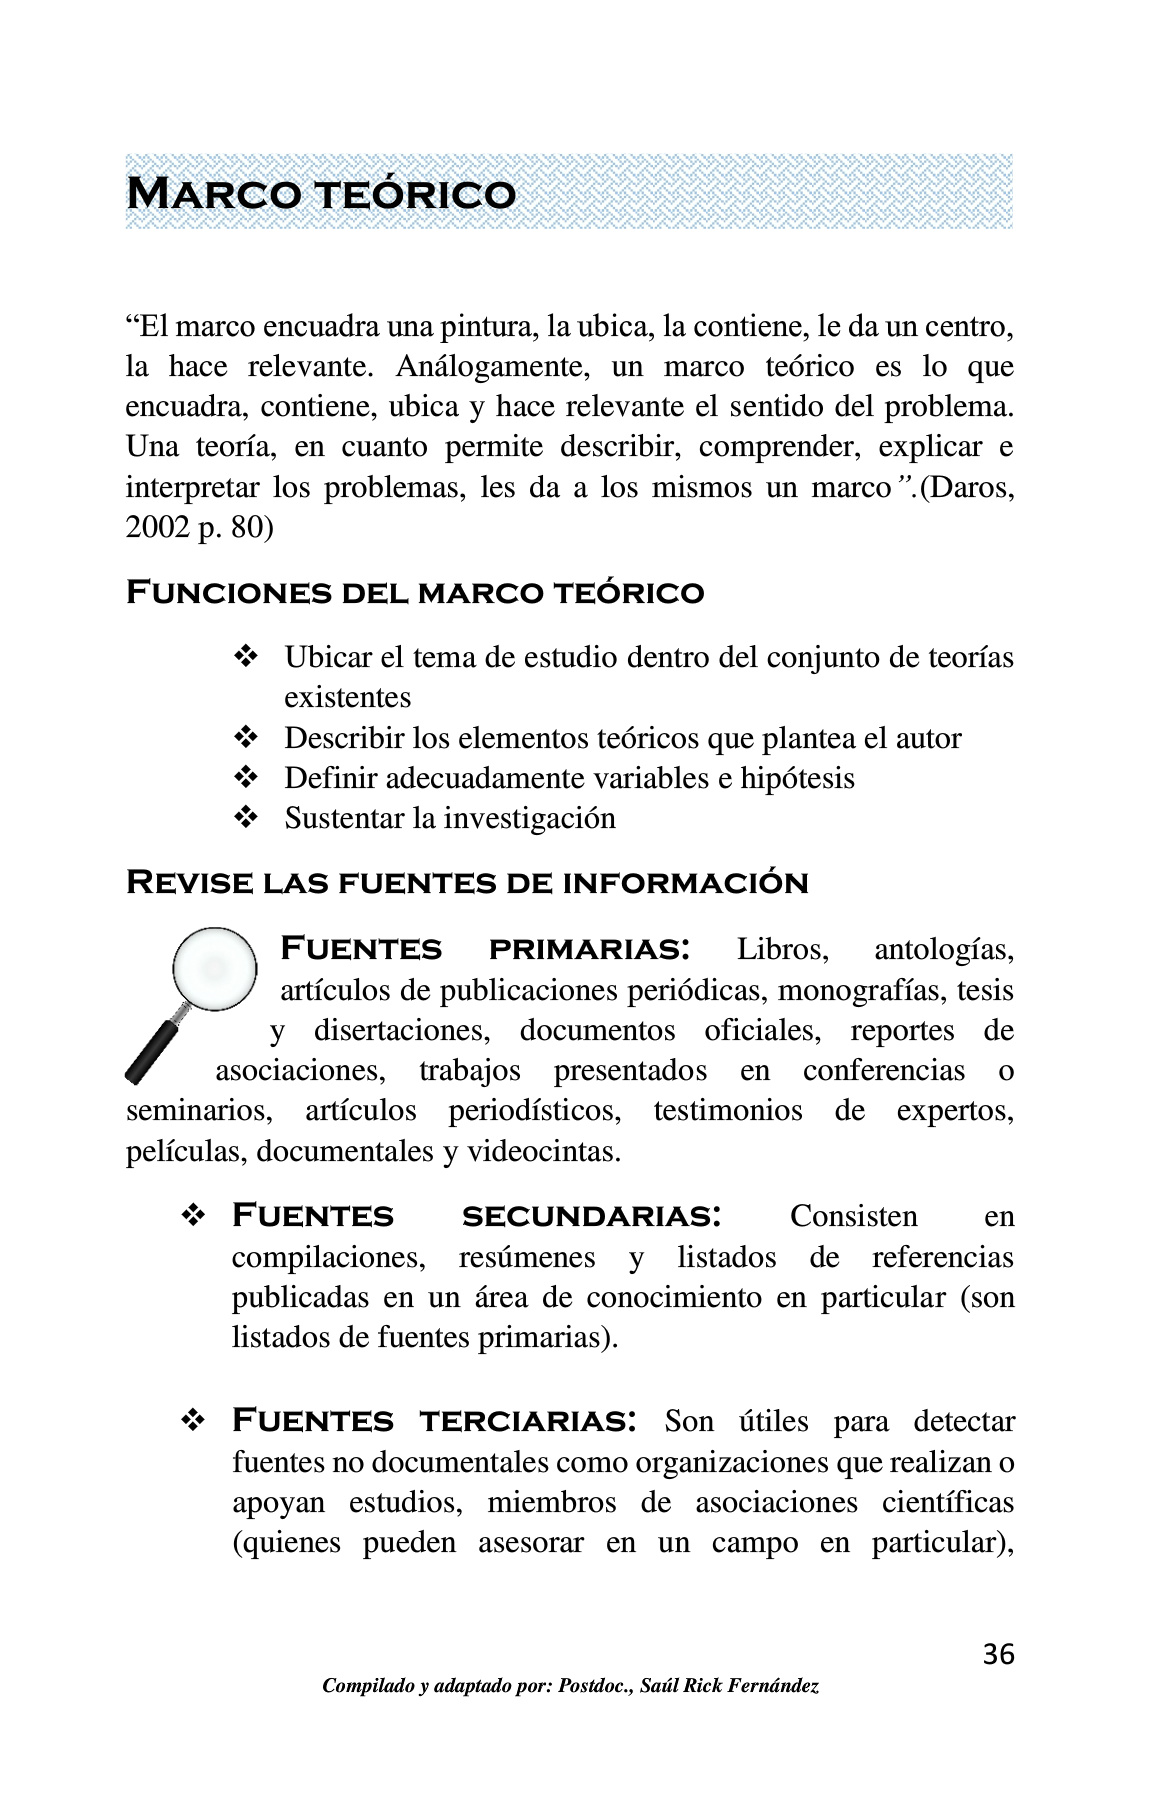 MARCO TEÓRICO
“El marco encuadra una pintura, la ubica, la contiene, le da un centro,
la hace relevante. Análogamente, un marco teórico es lo que
encuadra, contiene, ubica y hace relevante el sentido del problema.
Una teoría, en cuanto permite describir, comprender, explicar e
interpretar los problemas, les da a los mismos un marco”.(Daros,
2002 p. 80)
FUNCIONES DEL MARCO TEÓRICO
❖ Ubicar el tema de estudio dentro del conjunto de teorías
existentes
❖ Describir los elementos teóricos que plantea el autor
❖ Definir adecuadamente variables e hipótesis
❖ Sustentar la investigación
REVISE LAS FUENTES DE INFORMACIÓN
FUENTES PRIMARIAS: Libros, antologías,
artículos de publicaciones periódicas, monografías, tesis
y disertaciones, documentos oficiales, reportes de
asociaciones, trabajos presentados en conferencias o
seminarios, artículos periodísticos, testimonios de expertos,
películas, documentales y videocintas.
❖ FUENTES SECUNDARIAS: Consisten en
compilaciones, resúmenes y listados de referencias
publicadas en un área de conocimiento en particular (son
listados de fuentes primarias).
❖ FUENTES TERCIARIAS: Son útiles para detectar
fuentes no documentales como organizaciones que realizan o
apoyan estudios, miembros de asociaciones científicas
(quienes pueden asesorar en un campo en particular),
36
Compilado y adaptado por: Postdoc., Saúl Rick Fernández